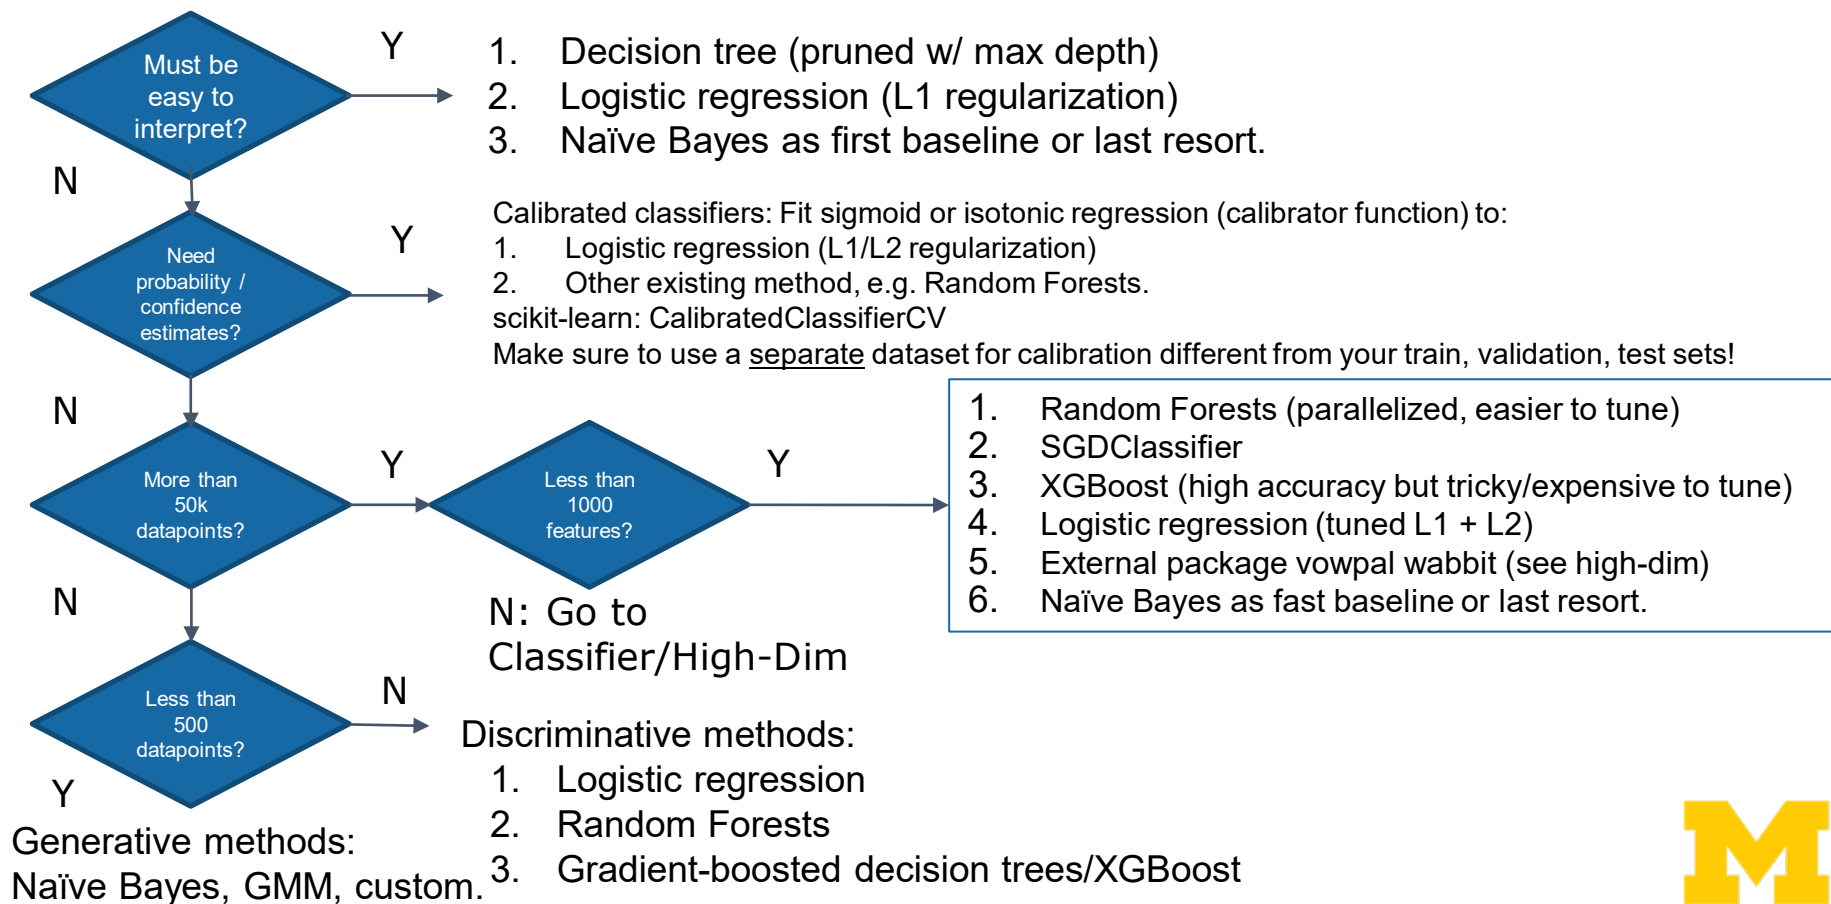 Must be
easy to
interpret?
Y
1. Decision tree (pruned w/ max depth)
2. Logistic regression (L1 regularization)
3. Naïve Bayes as first baseline or last resort.
N
Need
probability /
confidence
estimates?
Y
Calibrated classifiers: Fit sigmoid or isotonic regression (calibrator function) to:
1. Logistic regression (L1/L2 regularization)
2. Other existing method, e.g. Random Forests.
scikit-learn: CalibratedClassifierCV
Make sure to use a separate dataset for calibration different from your train, validation, test sets!
N
More than
50k
datapoints?
Y
Less than
1000
features?
Y
1. Random Forests (parallelized, easier to tune)
2. SGDClassifier
3. XGBoost (high accuracy but tricky/expensive to tune)
4. Logistic regression (tuned L1 + L2)
5. External package vowpal wabbit (see high-dim)
6. Naïve Bayes as fast baseline or last resort.
N: Go to
Classifier/High-Dim
N
Less than
500
datapoints?
N
Discriminative methods:
1. Logistic regression
2. Random Forests
3. Gradient-boosted decision trees/XGBoost
Y
Generative methods:
Naïve Bayes, GMM, custom.
M